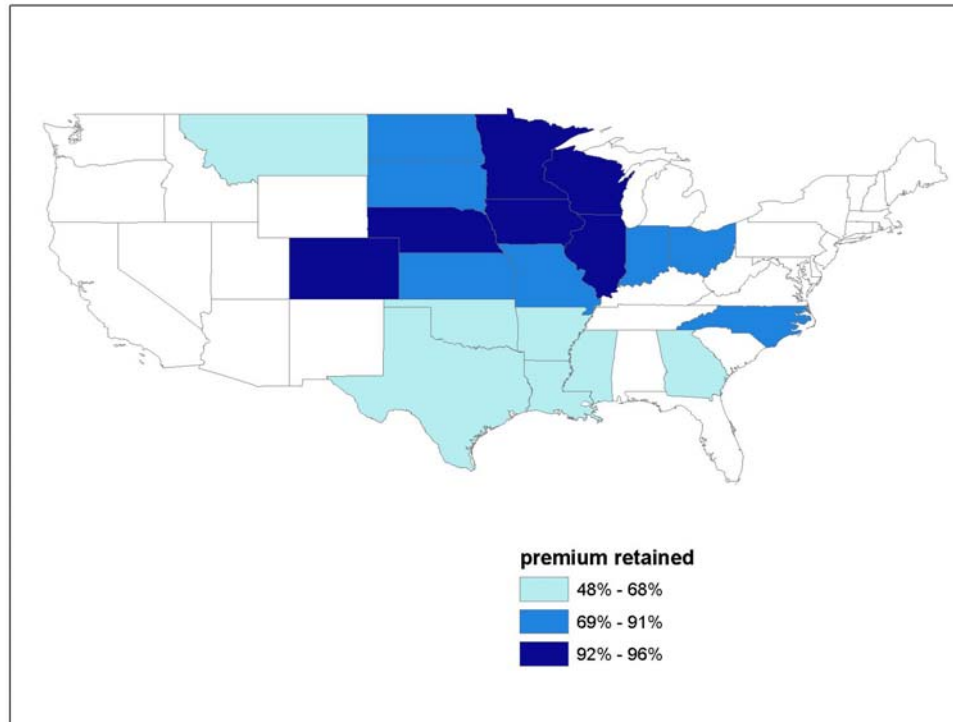 premium retained
48% - 68%
69% - 91%
92% - 96%